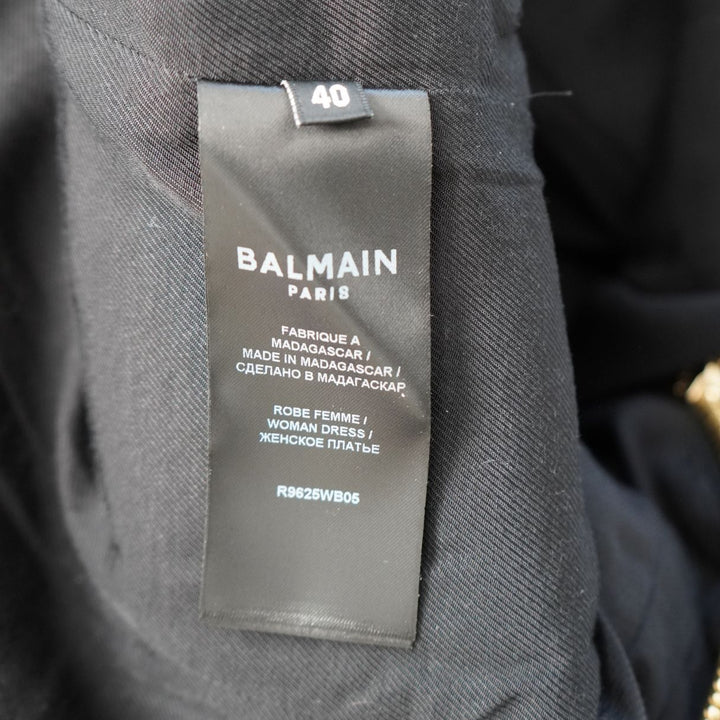 40
BALMAIN
PARIS
FABRIQUE A
MADAGASCAR /
MADE IN MADAGASCAR /
СДЕЛАНО В МАДАГАСКАР
ROBE FEMME /
WOMAN DRESS /
ЖЕНСКОЕ ПЛАТЬЕ
R9625WB05